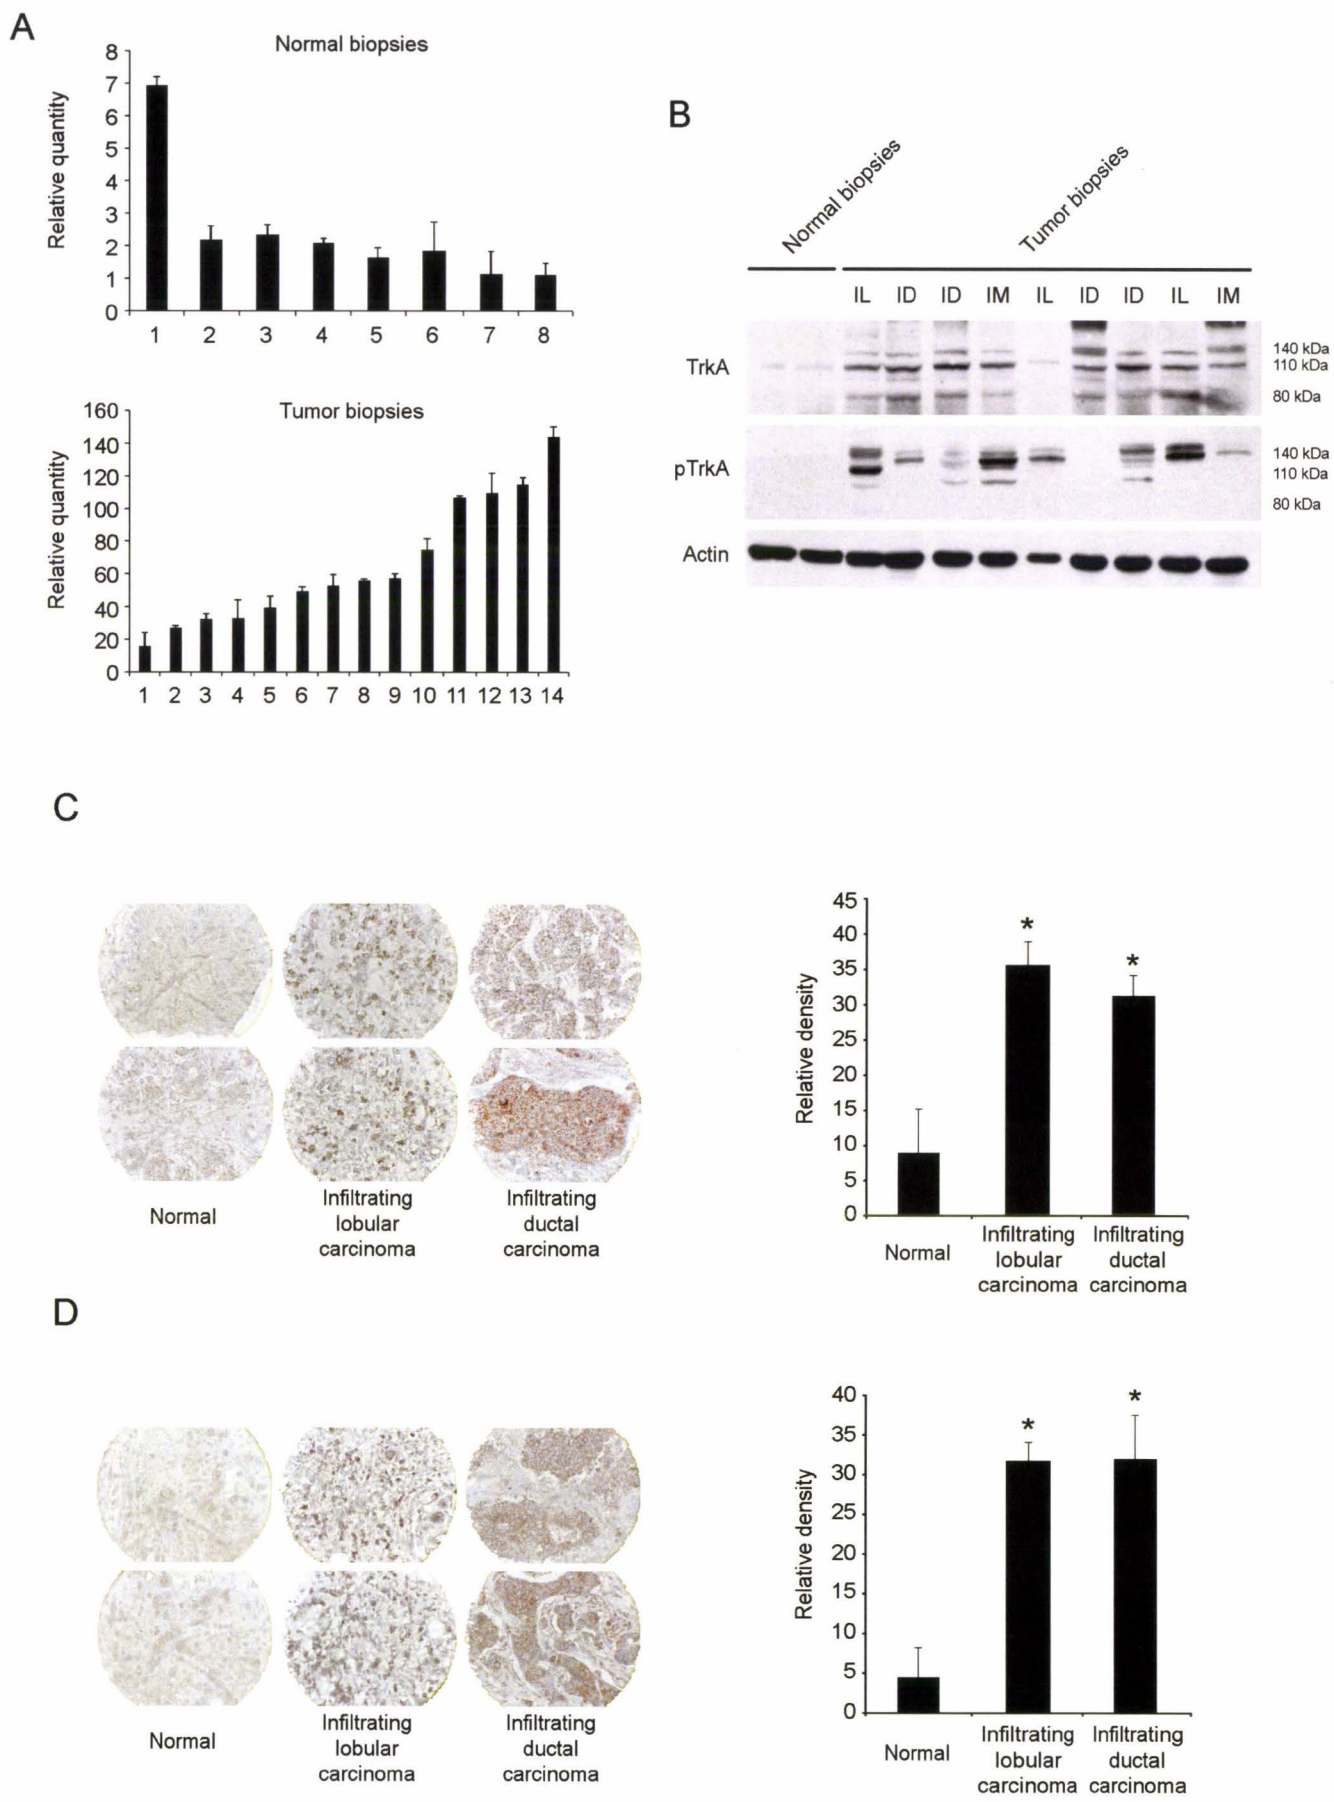 A
Normal biopsies
Relative quantity
8
7
6
5
4
3
2
1
0
1 2 3 4 5 6 7 8
Tumor biopsies
Relative quantity
160
140
120
100
80
60
40
20
0
1 2 3 4 5 6 7 8 9 10 11 12 13 14
B
Normal biopsies
Tumor biopsies
IL ID ID IM IL ID ID IL IM
TrkA
140 kDa
110 kDa
80 kDa
pTrkA
140 kDa
110 kDa
80 kDa
Actin
C
Normal
Infiltrating
lobular
carcinoma
Infiltrating
ductal
carcinoma
Relative density
45
40
35
30
25
20
15
10
5
0
*
*
Normal
Infiltrating
lobular
carcinoma
Infiltrating
ductal
carcinoma
D
Normal
Infiltrating
lobular
carcinoma
Infiltrating
ductal
carcinoma
Relative density
40
35
30
25
20
15
10
5
0
*
*
Normal
Infiltrating
lobular
carcinoma
Infiltrating
ductal
carcinoma